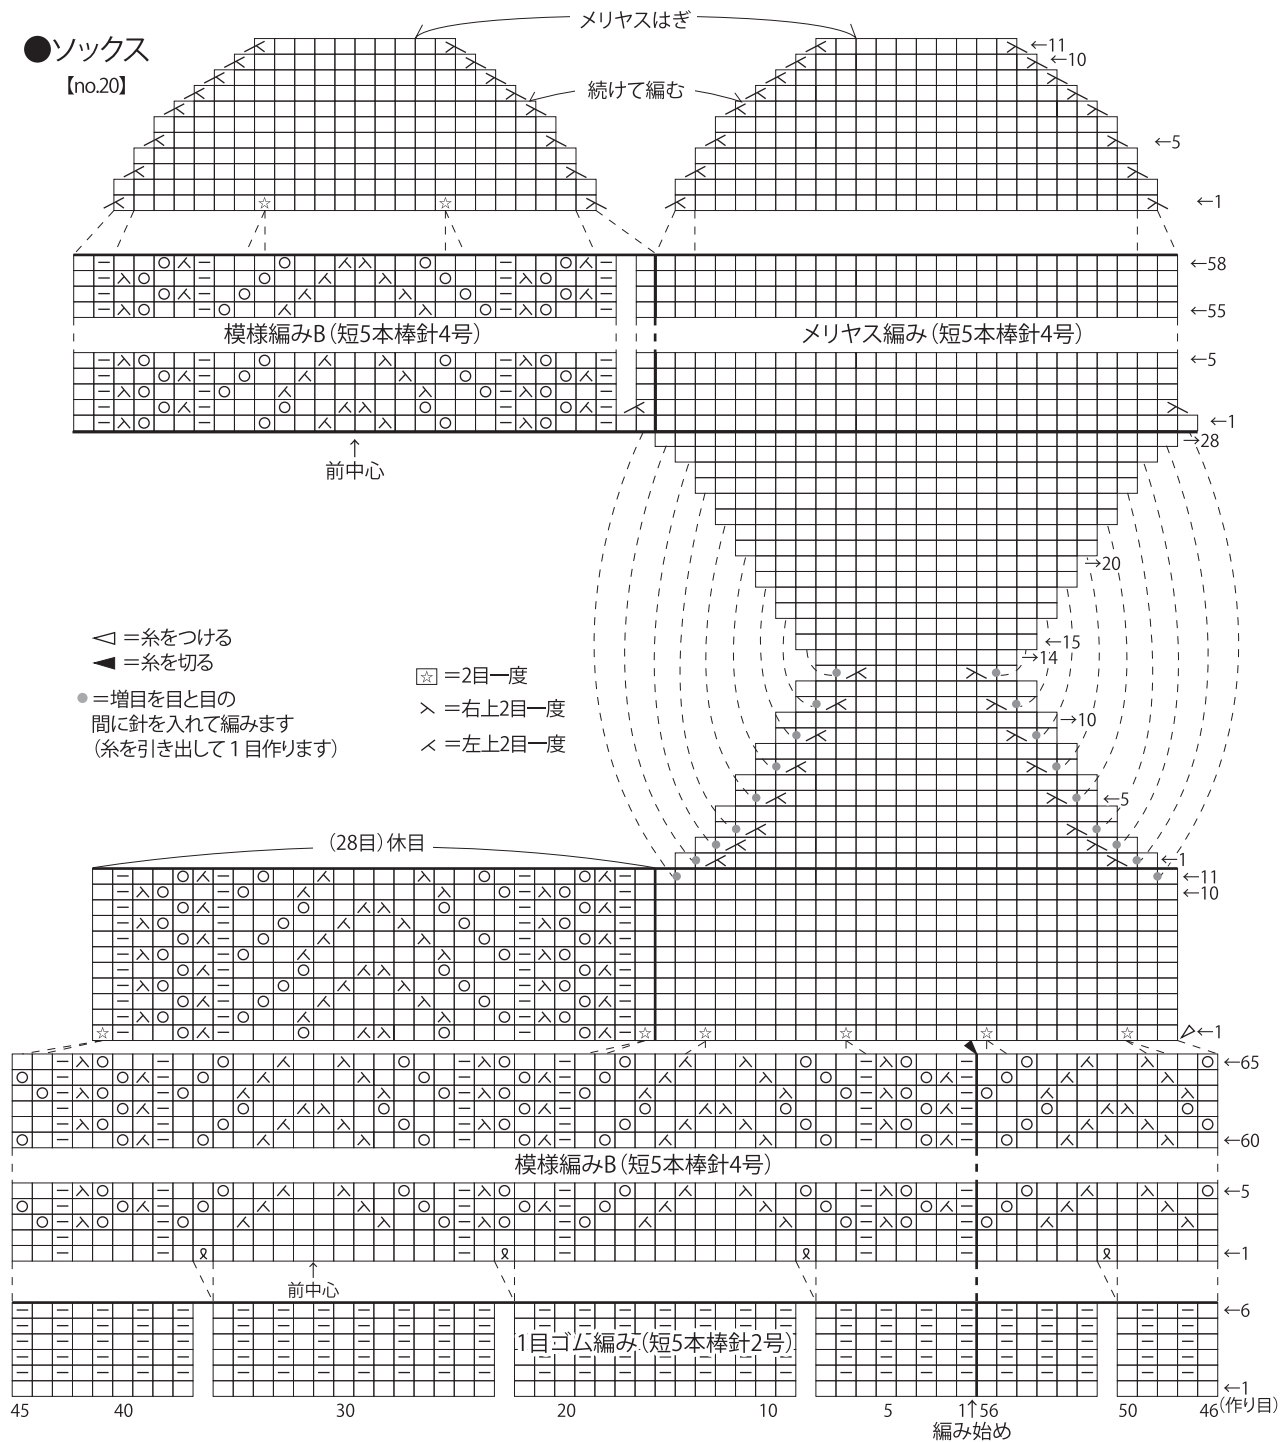 ●ソックス
【no.20】
メリヤスはぎ
続けて編む
←11
←10
←5
←1
←58
←55
模様編みB（短5本棒針4号）
メリヤス編み（短5本棒針4号）
←5
←1
→28
前中心
→20
→15
→14
→10
←5
←1
＝糸をつける
＝糸を切る
＝増目を目と目の
間に針を入れて編みます
（糸を引き出して1目作ります）
☆＝2目一度
＝右上2目一度
＝左上2目一度
（28目）休目
←11
←10
←1
←65
←60
模様編みB（短5本棒針4号）
←5
←1
前中心
←6
1目ゴム編み（短5本棒針2号）
←1
45 40 30 20 10 5 1↑56 50 46（作り目）
編み始め